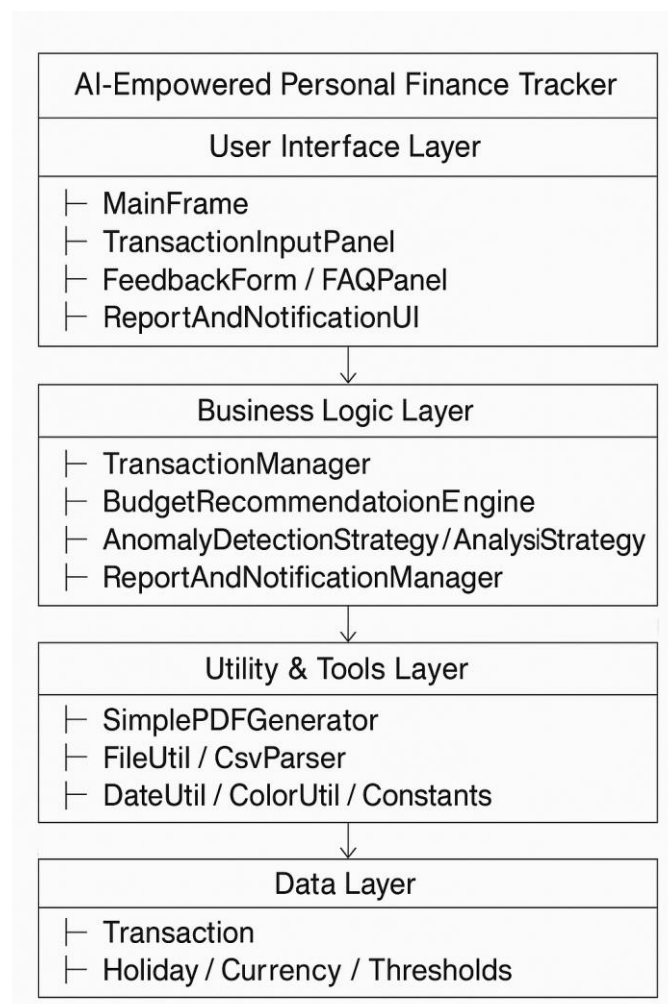 AI-Empowered Personal Finance Tracker
User Interface Layer
MainFrame
TransactionInputPanel
FeedbackForm / FAQPanel
ReportAndNotificationUI
Business Logic Layer
TransactionManager
BudgetRecommendatoionEngine
AnomalyDetectionStrategy/AnalysiStrategy
ReportAndNotificationManager
Utility & Tools Layer
SimplePDFGenerator
FileUtil / CsvParser
DateUtil / ColorUtil / Constants
Data Layer
Transaction
Holiday / Currency / Thresholds